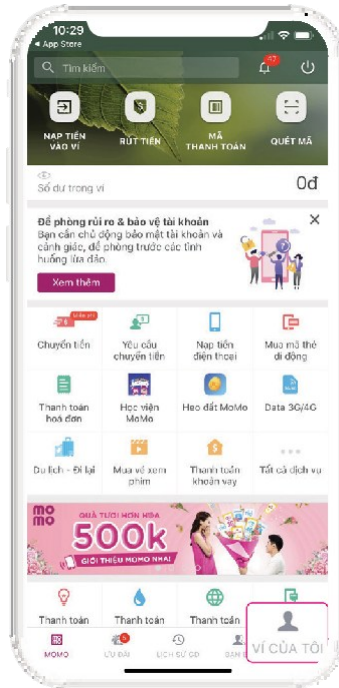 10:29
App Store
Tìm kiếm
NẠP TIỀN
VÀO VÍ
RÚT TIỀN
MÃ
THANH TOÁN
QUÉT MÃ
Số dư trong ví
0đ
Đề phòng rủi ro & bảo vệ tài khoản
Bạn cần chủ động bảo mật tài khoản và
cảnh giác, đề phòng trước các tình
huống lừa đảo.
Xem thêm
Chuyển tiền
Yêu cầu
chuyển tiền
Nạp tiền
điện thoại
Mua mã thẻ
di động
Thanh toán
hoá đơn
Học viện
MoMo
Heo đất MoMo
Data 3G/4G
Du lịch - Đi lại
Mua vé xem
phim
Thanh toán
khoản vay
Tất cả dịch vụ
mo
mo
QUÀ TƯƠI HƠN HOA
500k
GIỚI THIỆU MOMO NHA!
Thanh toán
Thanh toán
Thanh toán
MOMO
ƯU ĐÃI
LỊCH SỬ GD
VÍ CỦA TÔI